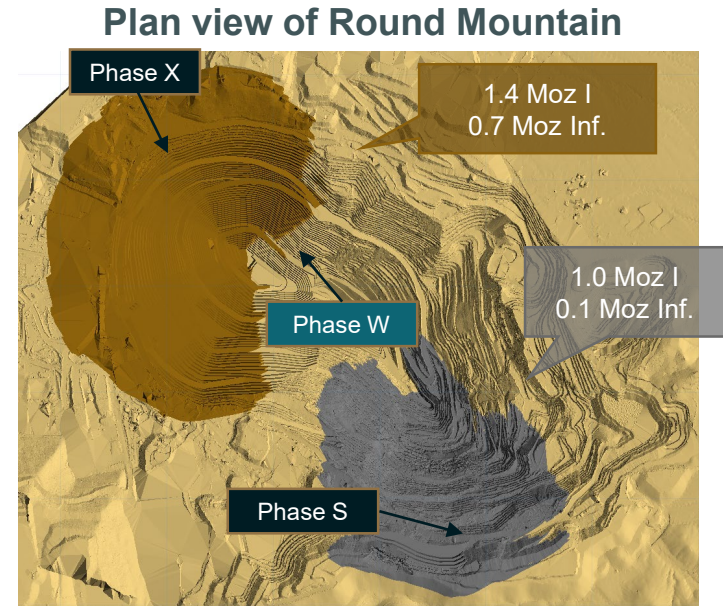 Plan view of Round Mountain
Phase X
1.4 Moz I
0.7 Moz Inf.
1.0 Moz I
0.1 Moz Inf.
Phase W
Phase S